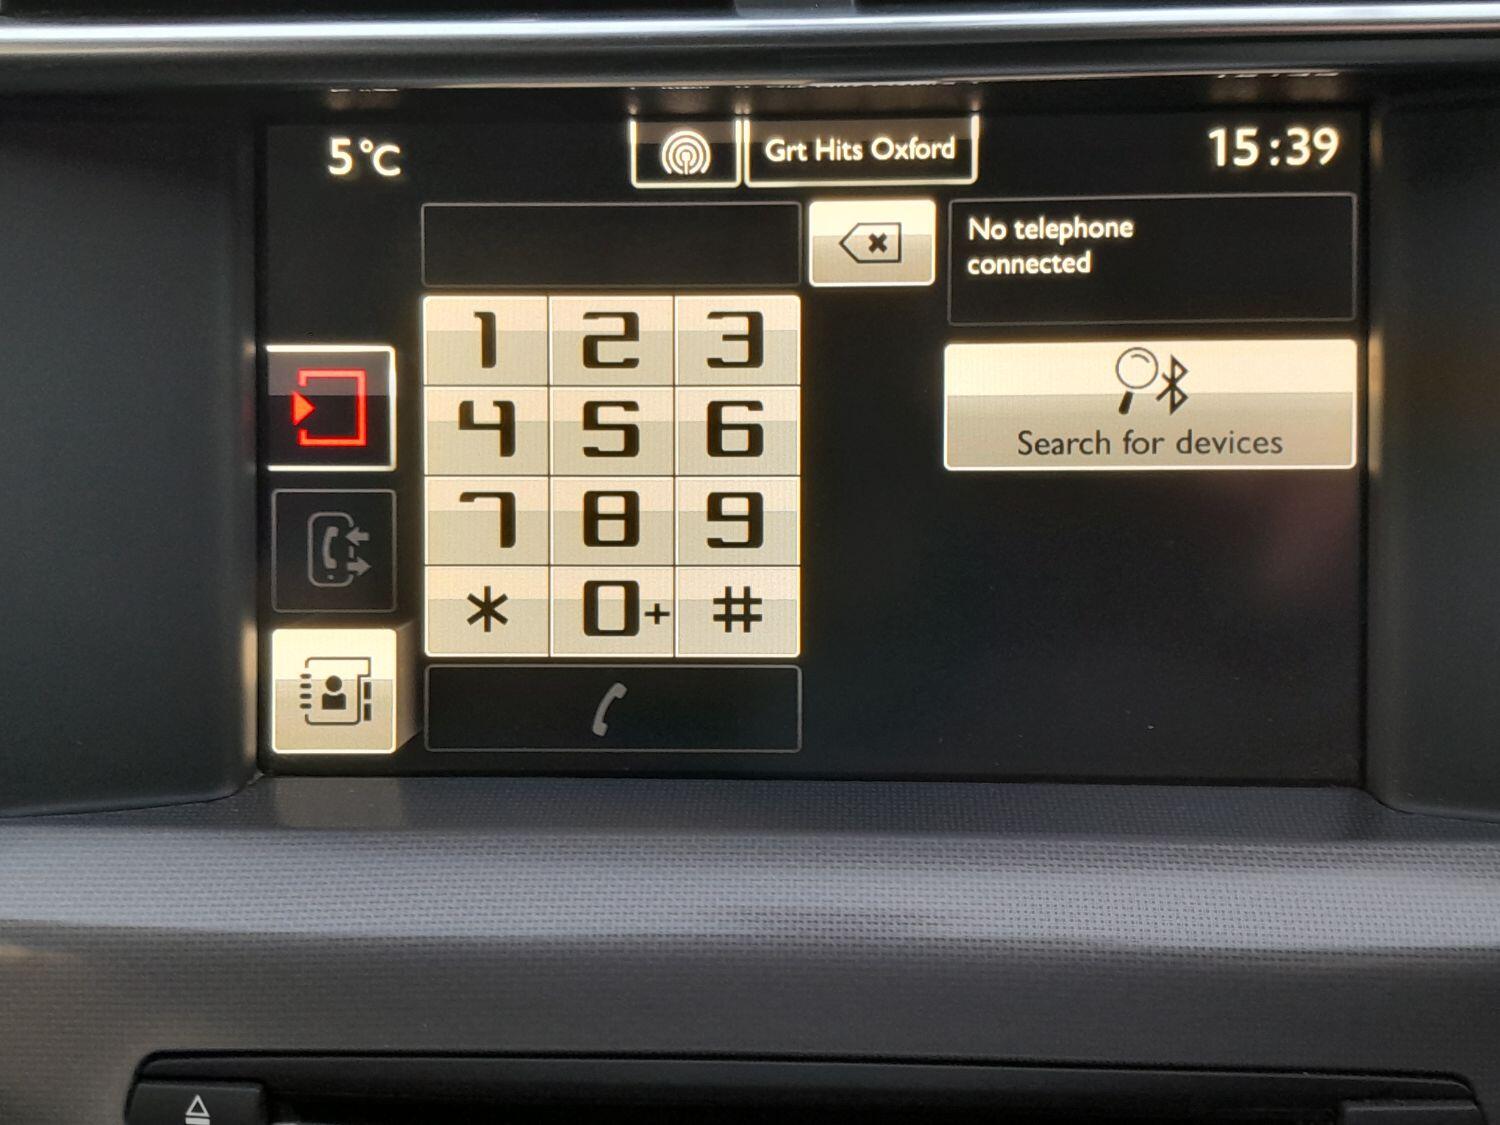 5°C
Grt Hits Oxford
15:39
No telephone
connected
1 2 3
4 5 6
7 8 9
* 0+ #
Search for devices